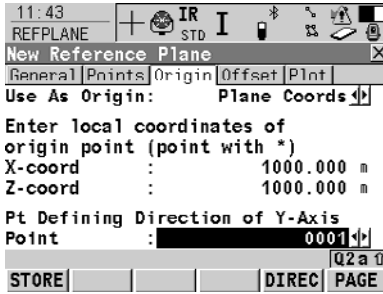 11:43
REFPLANE
IR
STD
I
New Reference Plane
General Points Origin Offset Plot
Use As Origin: Plane Coords
Enter local coordinates of
origin point (point with *)
X-coord : 1000.000 m
Z-coord : 1000.000 m
Pt Defining Direction of Y-Axis
Point : 0001
Q2a
STORE DIREC PAGE